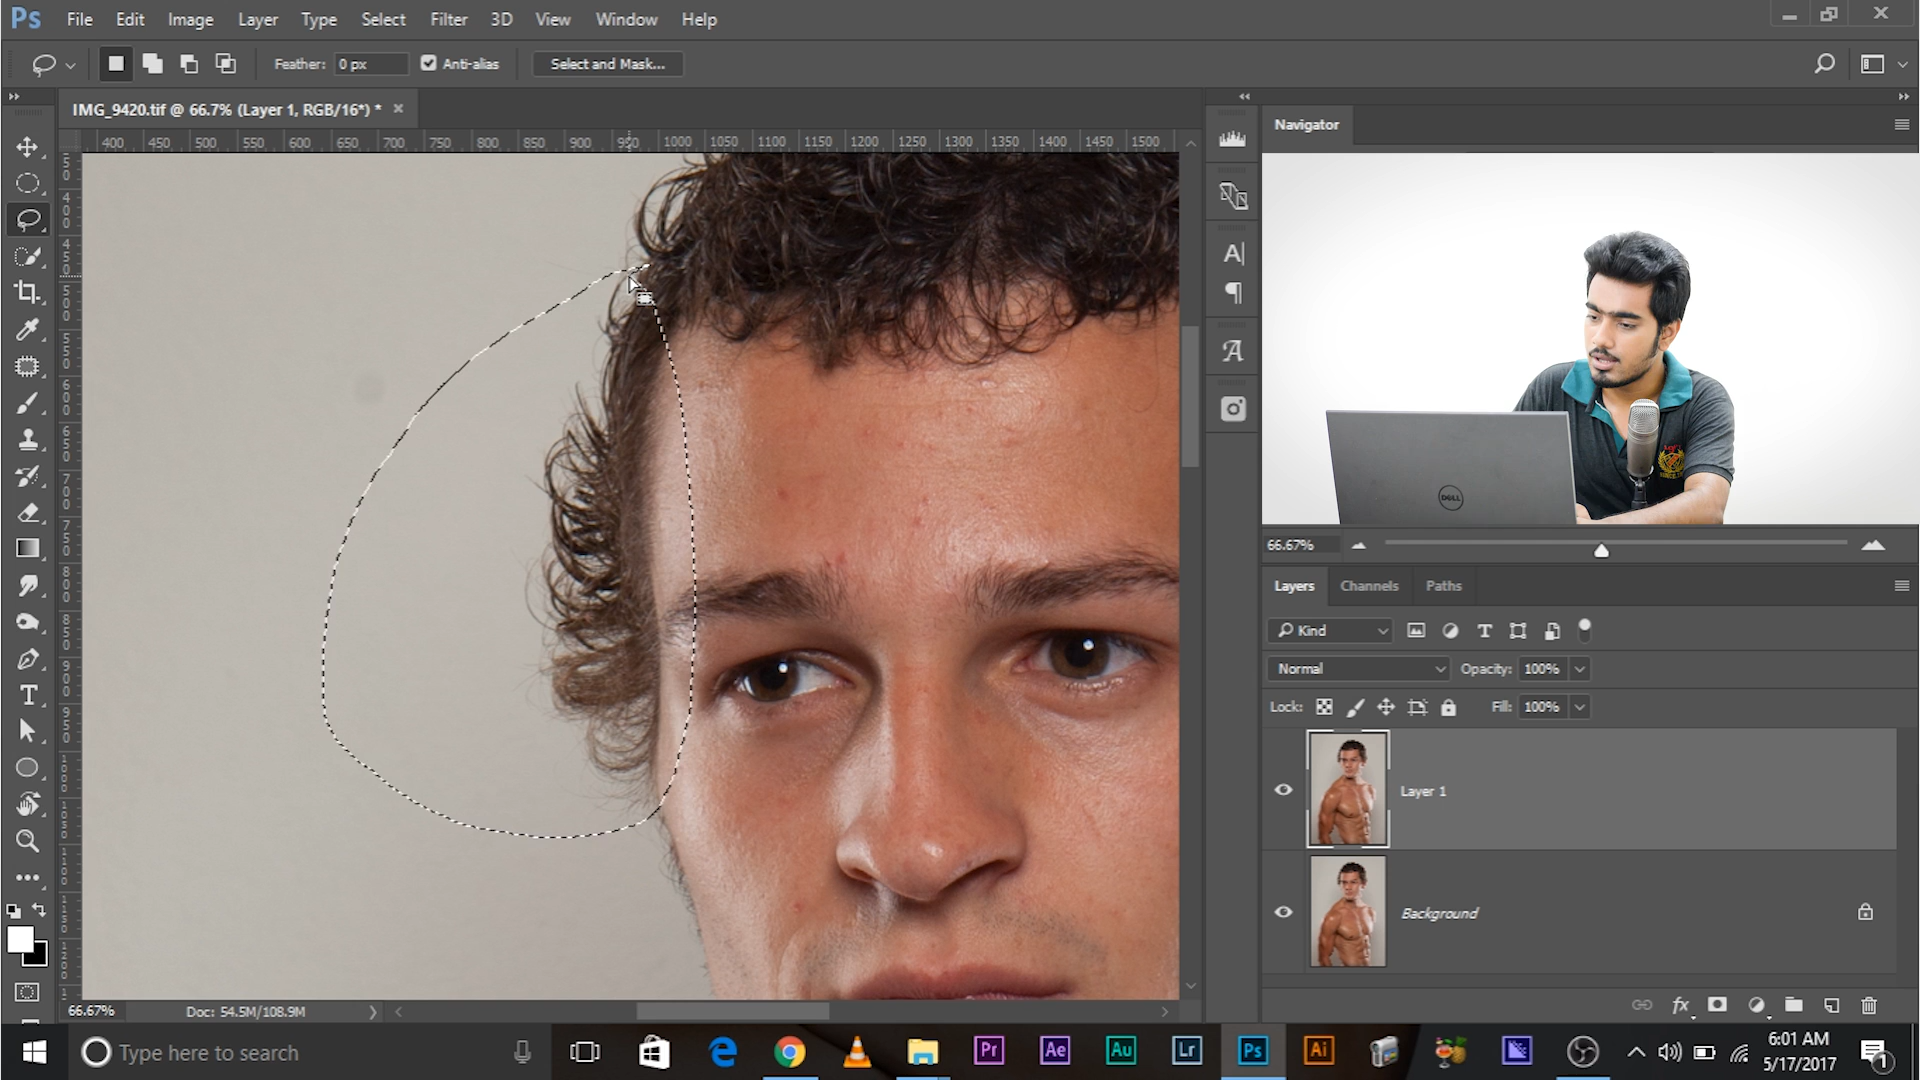 Ps File Edit Image Layer Type Select Filter 3D View Window Help
Feather: 0 px Anti-alias Select and Mask...
IMG_9420.tif @ 66.7% (Layer 1, RGB/16*) *
400 450 500 550 600 650 700 750 800 850 900 950 1000 1050 1100 1150 1200 1250 1300 1350 1400 1450 1500
Navigator
DELL
66.67%
Layers Channels Paths
Kind
Normal Opacity: 100%
Lock: Fill: 100%
Layer 1
Background
fx
66.67% Doc: 54.5M/108.9M
Type here to search
Pr Ae Au Lr Ps Ai
6:01 AM
5/17/2017
1